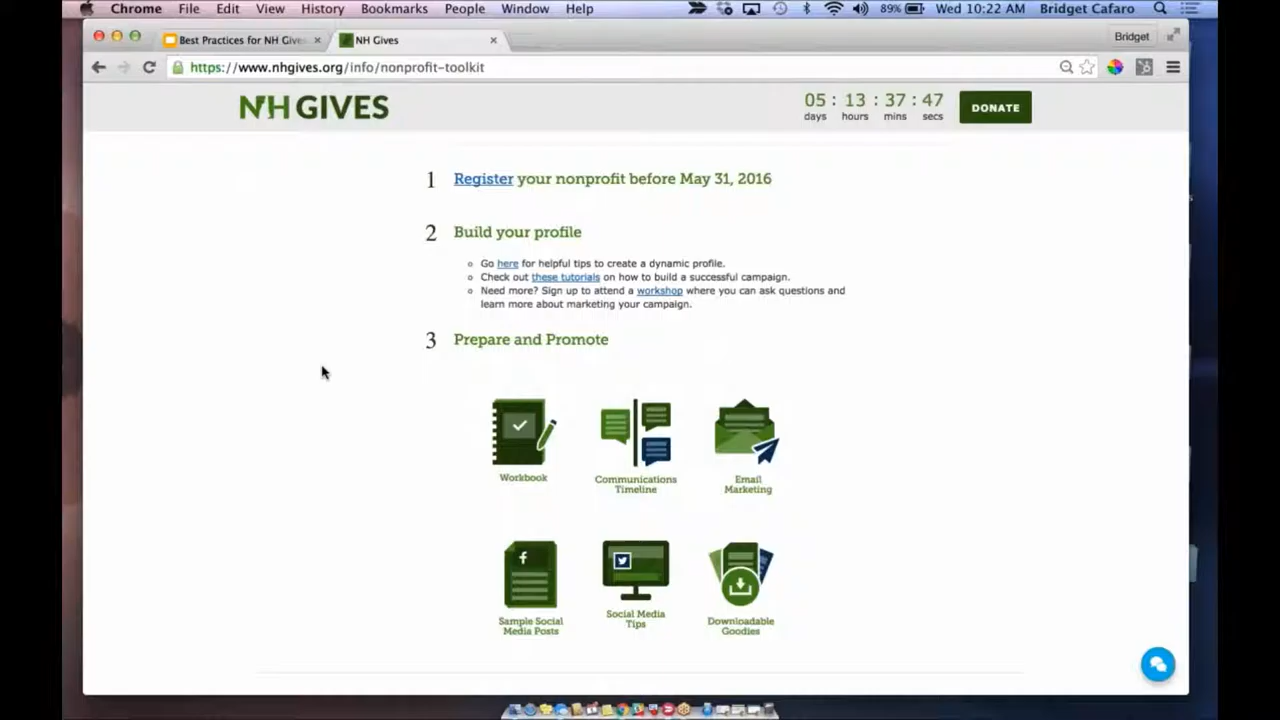 Chrome File Edit View History Bookmarks People Window Help 89% Wed 10:22 AM Bridget Cafaro
Best Practices for NH Give × NH Gives × Bridget
https://www.nhgives.org/info/nonprofit-toolkit
NH GIVES
05 : 13 : 37 : 47
days hours mins secs
DONATE
1 Register your nonprofit before May 31, 2016
2 Build your profile
Go here for helpful tips to create a dynamic profile.
Check out these tutorials on how to build a successful campaign.
Need more? Sign up to attend a workshop where you can ask questions and
learn more about marketing your campaign.
3 Prepare and Promote
Workbook
Communications
Timeline
Email
Marketing
Sample Social
Media Posts
Social Media
Tips
Downloadable
Goodies